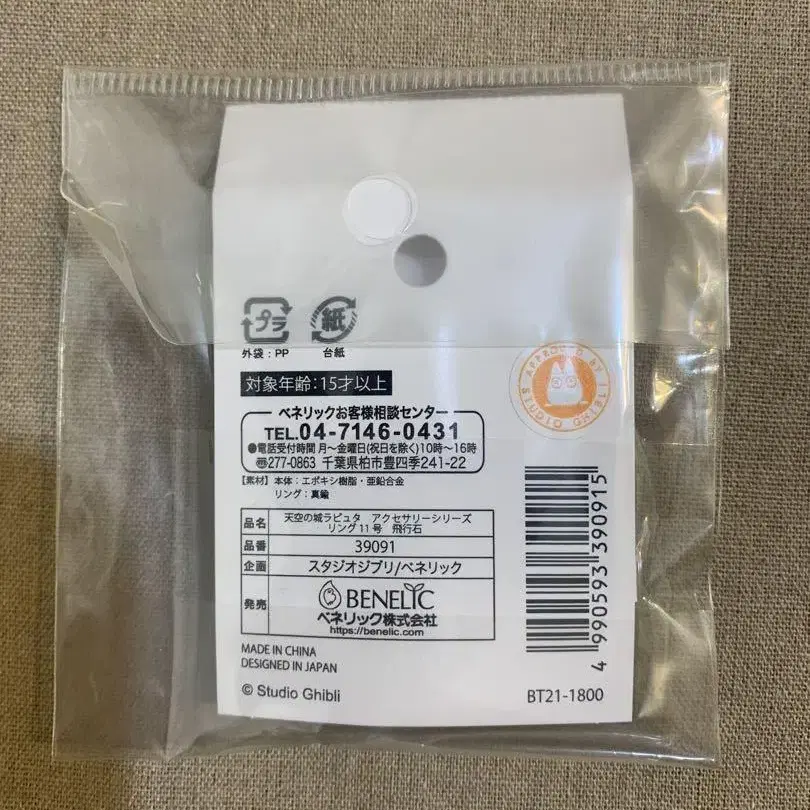 プラ 紙
外袋：PP 台紙
対象年齢：15才以上
APPROVED BY
STUDIO GHIBLI
ベネリックお客様相談センター
TEL.04-7146-0431
●電話受付時間 月～金曜日(祝日を除く)10時～16時
〠277-0863 千葉県柏市豊四季241-22
【素材】本体：エポキシ樹脂・亜鉛合金
リング：真鍮
品名 天空の城ラピュタ アクセサリーシリーズ
リング11号 飛行石
品番 39091
企画 スタジオジブリ/ベネリック
発売 BENELIC
ベネリック株式会社
https://benelic.com
4 990593 390915
MADE IN CHINA
DESIGNED IN JAPAN
© Studio Ghibli
BT21-1800